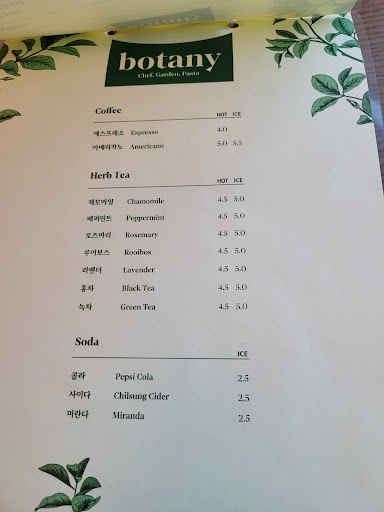 botany
Chef. Garden. Pasta
Coffee HOT ICE
에스프레소 Espresso 4.0
아메리카노 Americano 5.0 5.5
Herb Tea HOT ICE
캐모마일 Chamomile 4.5 5.0
페퍼민트 Peppermint 4.5 5.0
로즈마리 Rosemary 4.5 5.0
루이보스 Rooibos 4.5 5.0
라벤더 Lavender 4.5 5.0
홍차 Black Tea 4.5 5.0
녹차 Green Tea 4.5 5.0
Soda ICE
콜라 Pepsi Cola 2.5
사이다 Chilsung Cider 2.5
미란다 Miranda 2.5